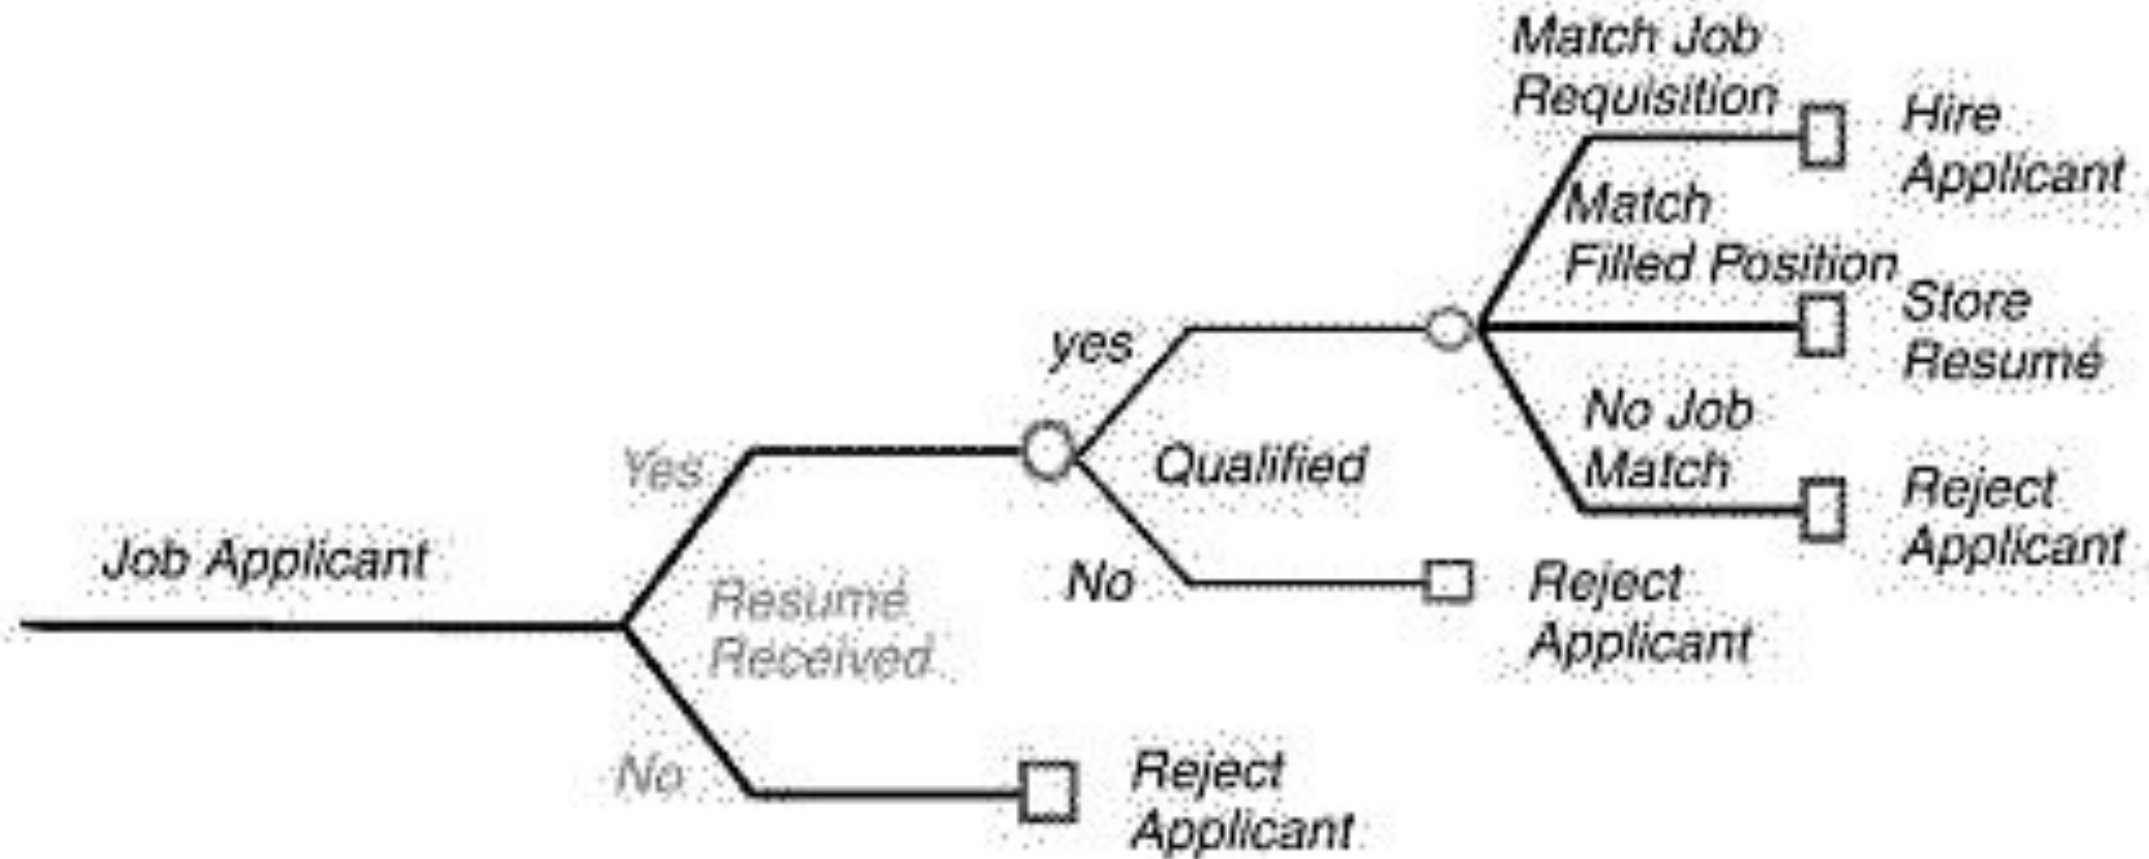 Match Job
Requisition
Hire
Applicant
Match
Filled Position
Store
Resumé
yes
No Job
Match
Yes
Qualified
Reject
Applicant
Job Applicant
No
Reject
Applicant
Resumé
Received
No
Reject
Applicant